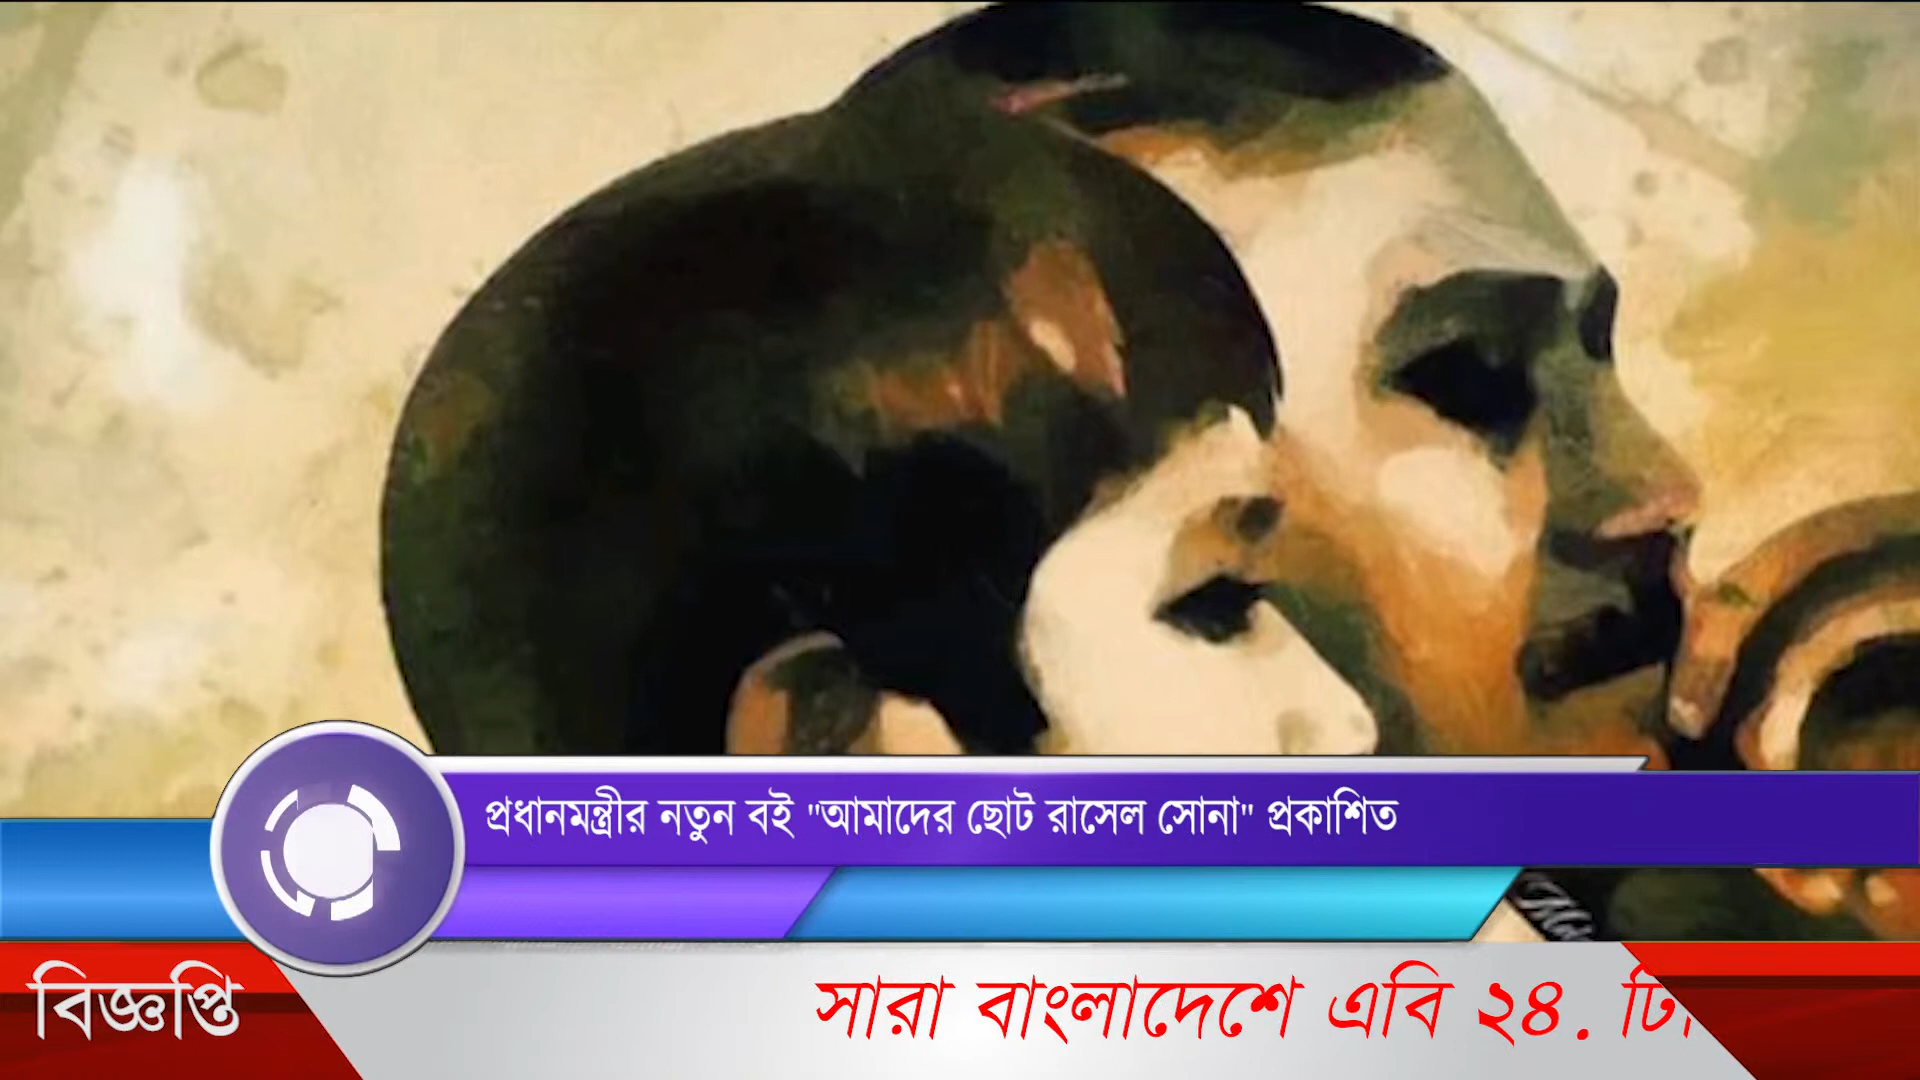 প্রধানমন্ত্রীর নতুন বই "আমাদের ছোট রাসেল সোনা" প্রকাশিত
বিজ্ঞপ্তি
সারা বাংলাদেশে এবি ২৪.